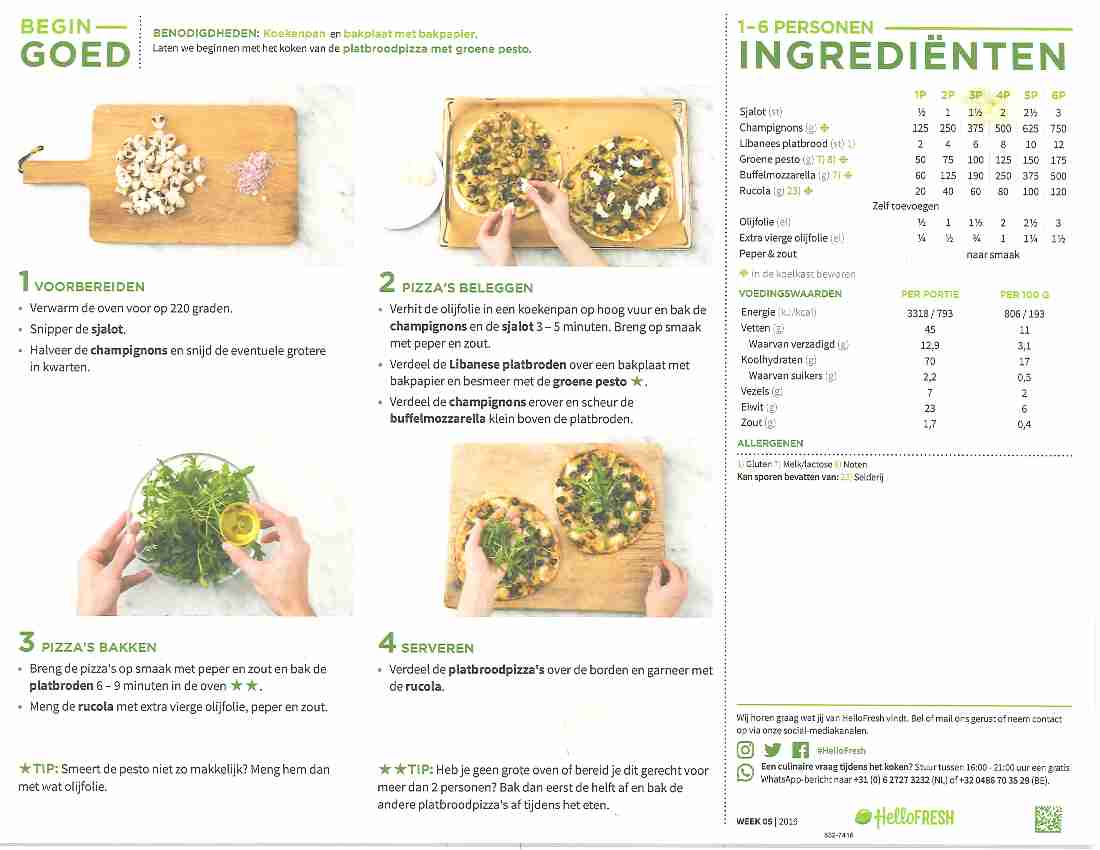 BEGIN
GOED
BENODIGDHEDEN: Koekenpan en bakplaat met bakpapier.
Laten we beginnen met het koken van de platbroodpizza met groene pesto.
1 VOORBEREIDEN
• Verwarm de oven voor op 220 graden.
• Snipper de sjalot.
• Halveer de champignons en snijd de eventuele grotere
in kwarten.
2 PIZZA'S BELEGGEN
• Verhit de olijfolie in een koekenpan op hoog vuur en bak de
champignons en de sjalot 3 – 5 minuten. Breng op smaak
met peper en zout.
• Verdeel de Libanese platbroden over een bakplaat met
bakpapier en besmeer met de groene pesto ★.
• Verdeel de champignons erover en scheur de
buffelmozzarella klein boven de platbroden.
3 PIZZA'S BAKKEN
• Breng de pizza's op smaak met peper en zout en bak de
platbroden 6 – 9 minuten in de oven ★★.
• Meng de rucola met extra vierge olijfolie, peper en zout.
4 SERVEREN
• Verdeel de platbroodpizza's over de borden en garneer met
de rucola.
★TIP: Smeert de pesto niet zo makkelijk? Meng hem dan
met wat olijfolie.
★★TIP: Heb je geen grote oven of bereid je dit gerecht voor
meer dan 2 personen? Bak dan eerst de helft af en bak de
andere platbroodpizza's af tijdens het eten.
1–6 PERSONEN
INGREDIËNTEN
1P 2P 3P 4P 5P 6P
Sjalot (st) ½ 1 1½ 2 2½ 3
Champignons (g) 125 250 375 500 625 750
Libanees platbrood (st) 1) 2 4 6 8 10 12
Groene pesto (g) 7) 8) 50 75 100 125 150 175
Buffelmozzarella (g) 7) 60 125 190 250 375 500
Rucola (g) 23) 20 40 60 80 100 120
Zelf toevoegen
Olijfolie (el) ½ 1 1½ 2 2½ 3
Extra vierge olijfolie (el) ¼ ½ ¾ 1 1¼ 1½
Peper & zout naar smaak
in de koelkast bewaren
VOEDINGSWAARDEN PER PORTIE PER 100 G
Energie (kJ/kcal) 3318 / 793 806 / 193
Vetten (g) 45 11
Waarvan verzadigd (g) 12,9 3,1
Koolhydraten (g) 70 17
Waarvan suikers (g) 2,2 0,5
Vezels (g) 7 2
Eiwit (g) 23 6
Zout (g) 1,7 0,4
ALLERGENEN
1) Gluten 7) Melk/lactose 8) Noten
Kan sporen bevatten van: 23) Selderij
Wij horen graag wat jij van HelloFresh vindt. Bel of mail ons gerust of neem contact
op via onze social-mediakanalen.
#HelloFresh
Een culinaire vraag tijdens het koken? Stuur tussen 16:00 - 21:00 uur een gratis
WhatsApp-bericht naar +31 (0) 6 2727 3232 (NL) of +32 0486 70 35 29 (BE).
WEEK 05 | 2019
HelloFRESH